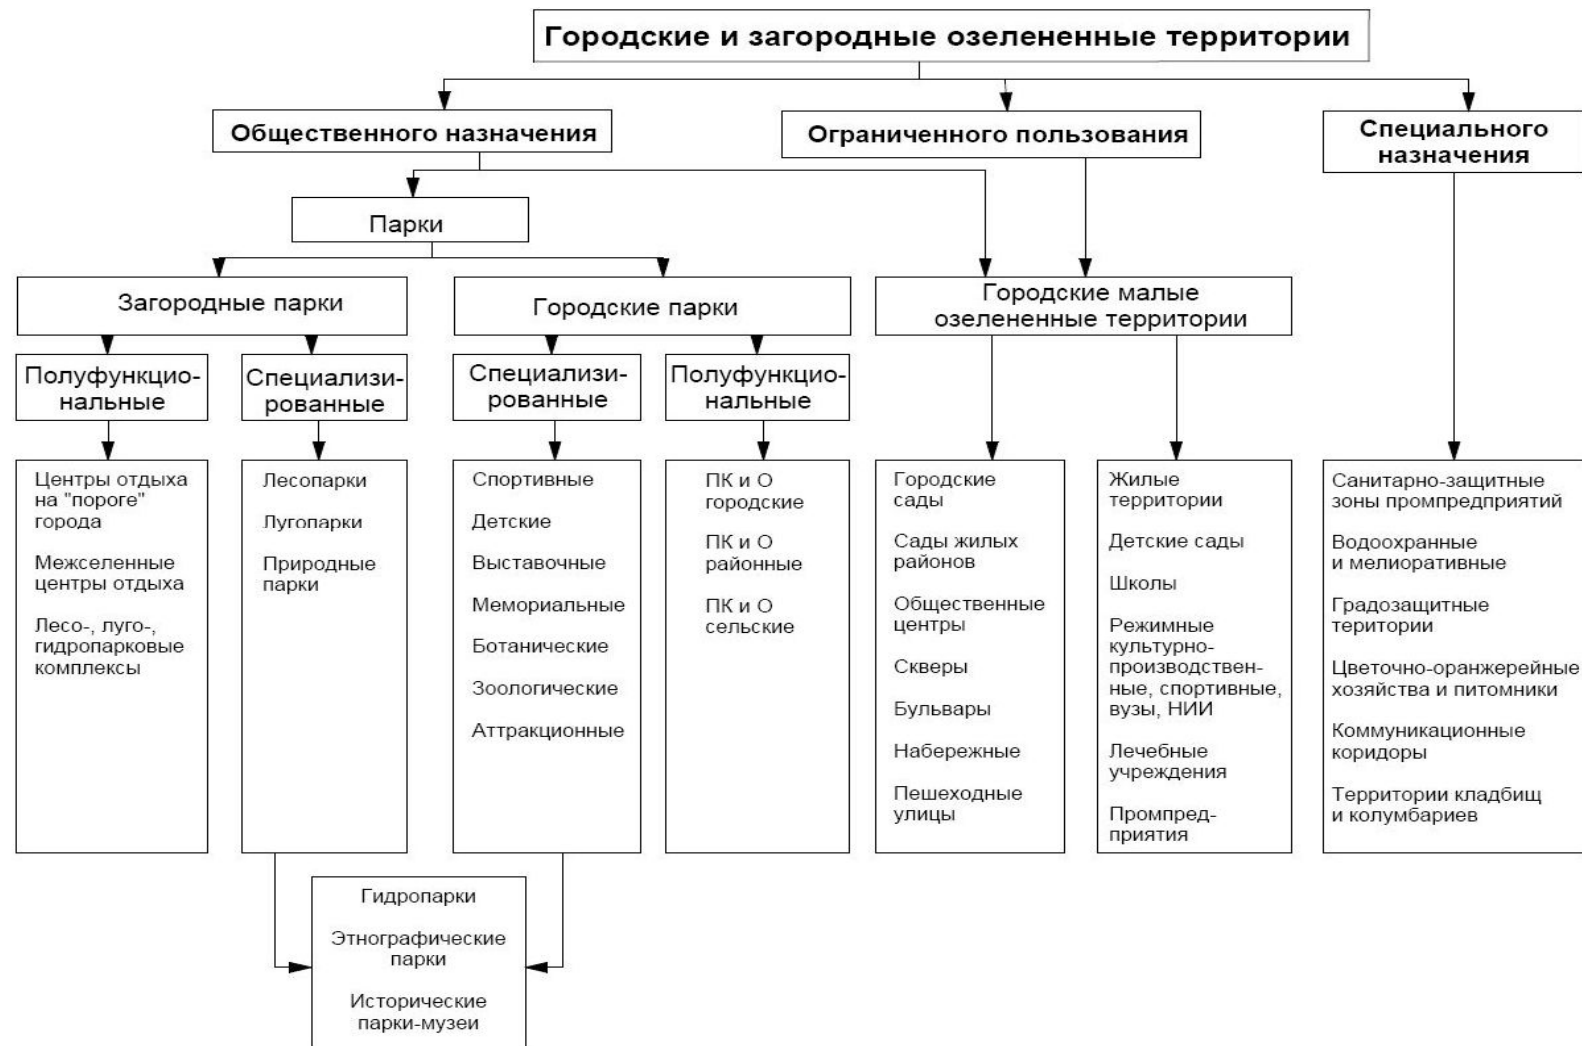 Городские и загородные озелененные территории
Общественного назначения
Ограниченного пользования
Специального
назначения
Парки
Загородные парки
Городские парки
Городские малые
озелененные территории
Полуфункцио-
нальные
Специализи-
рованные
Специализи-
рованные
Полуфункцио-
нальные
Центры отдыха
на "пороге"
города
Межселенные
центры отдыха
Лесо-, луго-,
гидропарковые
комплексы
Лесопарки
Лугопарки
Природные
парки
Спортивные
Детские
Выставочные
Мемориальные
Ботанические
Зоологические
Аттракционные
ПК и О
городские
ПК и О
районные
ПК и О
сельские
Городские
сады
Сады жилых
районов
Общественные
центры
Скверы
Бульвары
Набережные
Пешеходные
улицы
Жилые
территории
Детские сады
Школы
Режимные
культурно-
производствен-
ные, спортивные,
вузы, НИИ
Лечебные
учреждения
Промпред-
приятия
Санитарно-защитные
зоны промпредприятий
Водоохранные
и мелиоративные
Градозащитные
територии
Цветочно-оранжерейные
хозяйства и питомники
Коммуникационные
коридоры
Территории кладбищ
и колумбариев
Гидропарки
Этнографические
парки
Исторические
парки-музеи